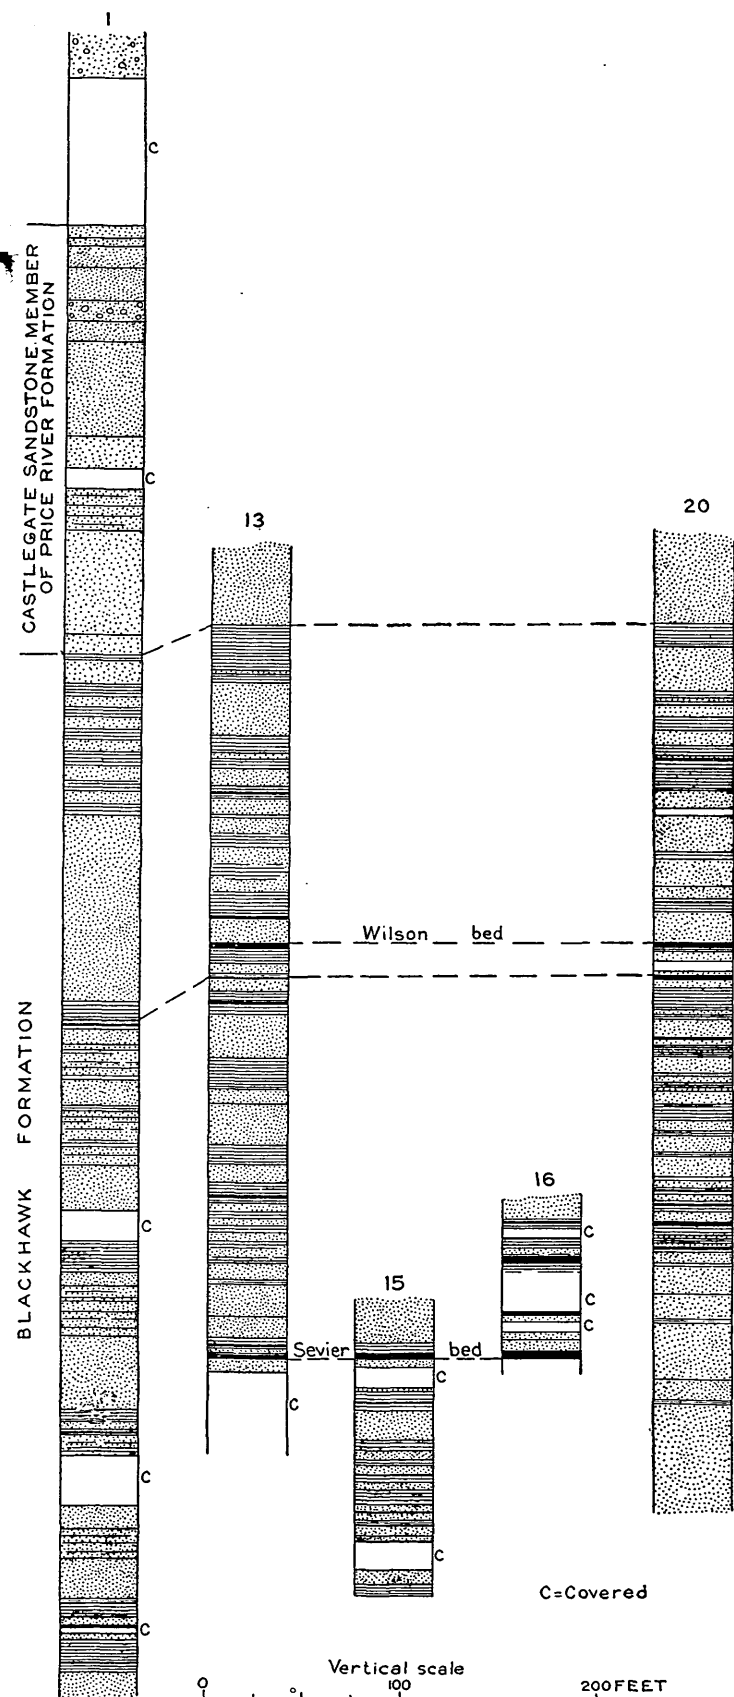 1
C
CASTLEGATE SANDSTONE MEMBER
OF PRICE RIVER FORMATION
C
13
20
Wilson bed
BLACKHAWK FORMATION
16
C
C
15
C
C
Sevier bed
C
C
C
C
C
C=Covered
Vertical scale
0 100 200 FEET